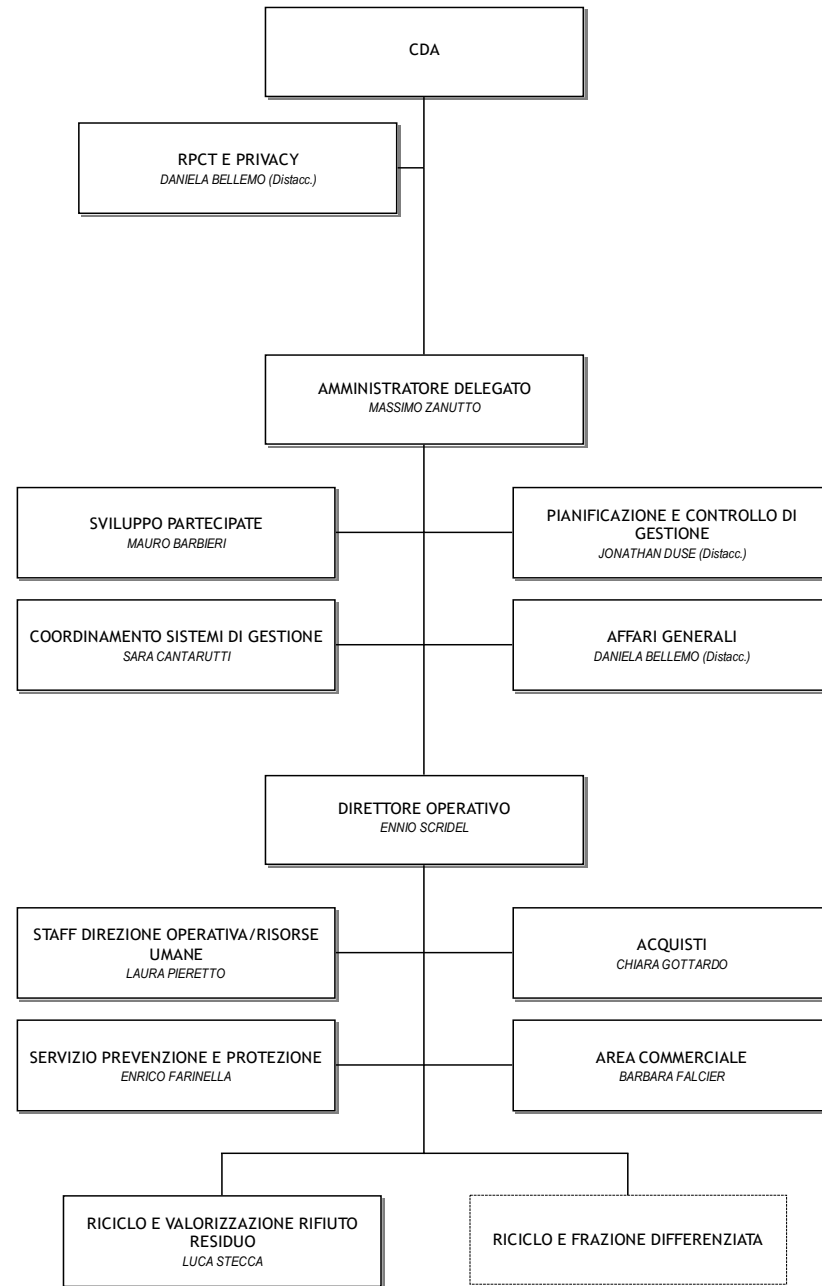 CDA
RPCT E PRIVACY
DANIELA BELLEMO (Distacc.)
AMMINISTRATORE DELEGATO
MASSIMO ZANUTTO
SVILUPPO PARTECIPATE
MAURO BARBIERI
PIANIFICAZIONE E CONTROLLO DI
GESTIONE
JONATHAN DUSE (Distacc.)
COORDINAMENTO SISTEMI DI GESTIONE
SARA CANTARUTTI
AFFARI GENERALI
DANIELA BELLEMO (Distacc.)
DIRETTORE OPERATIVO
ENNIO SCRIDEL
STAFF DIREZIONE OPERATIVA/RISORSE
UMANE
LAURA PIERETTO
ACQUISTI
CHIARA GOTTARDO
SERVIZIO PREVENZIONE E PROTEZIONE
ENRICO FARINELLA
AREA COMMERCIALE
BARBARA FALCIER
RICICLO E VALORIZZAZIONE RIFIUTO
RESIDUO
LUCA STECCA
RICICLO E FRAZIONE DIFFERENZIATA